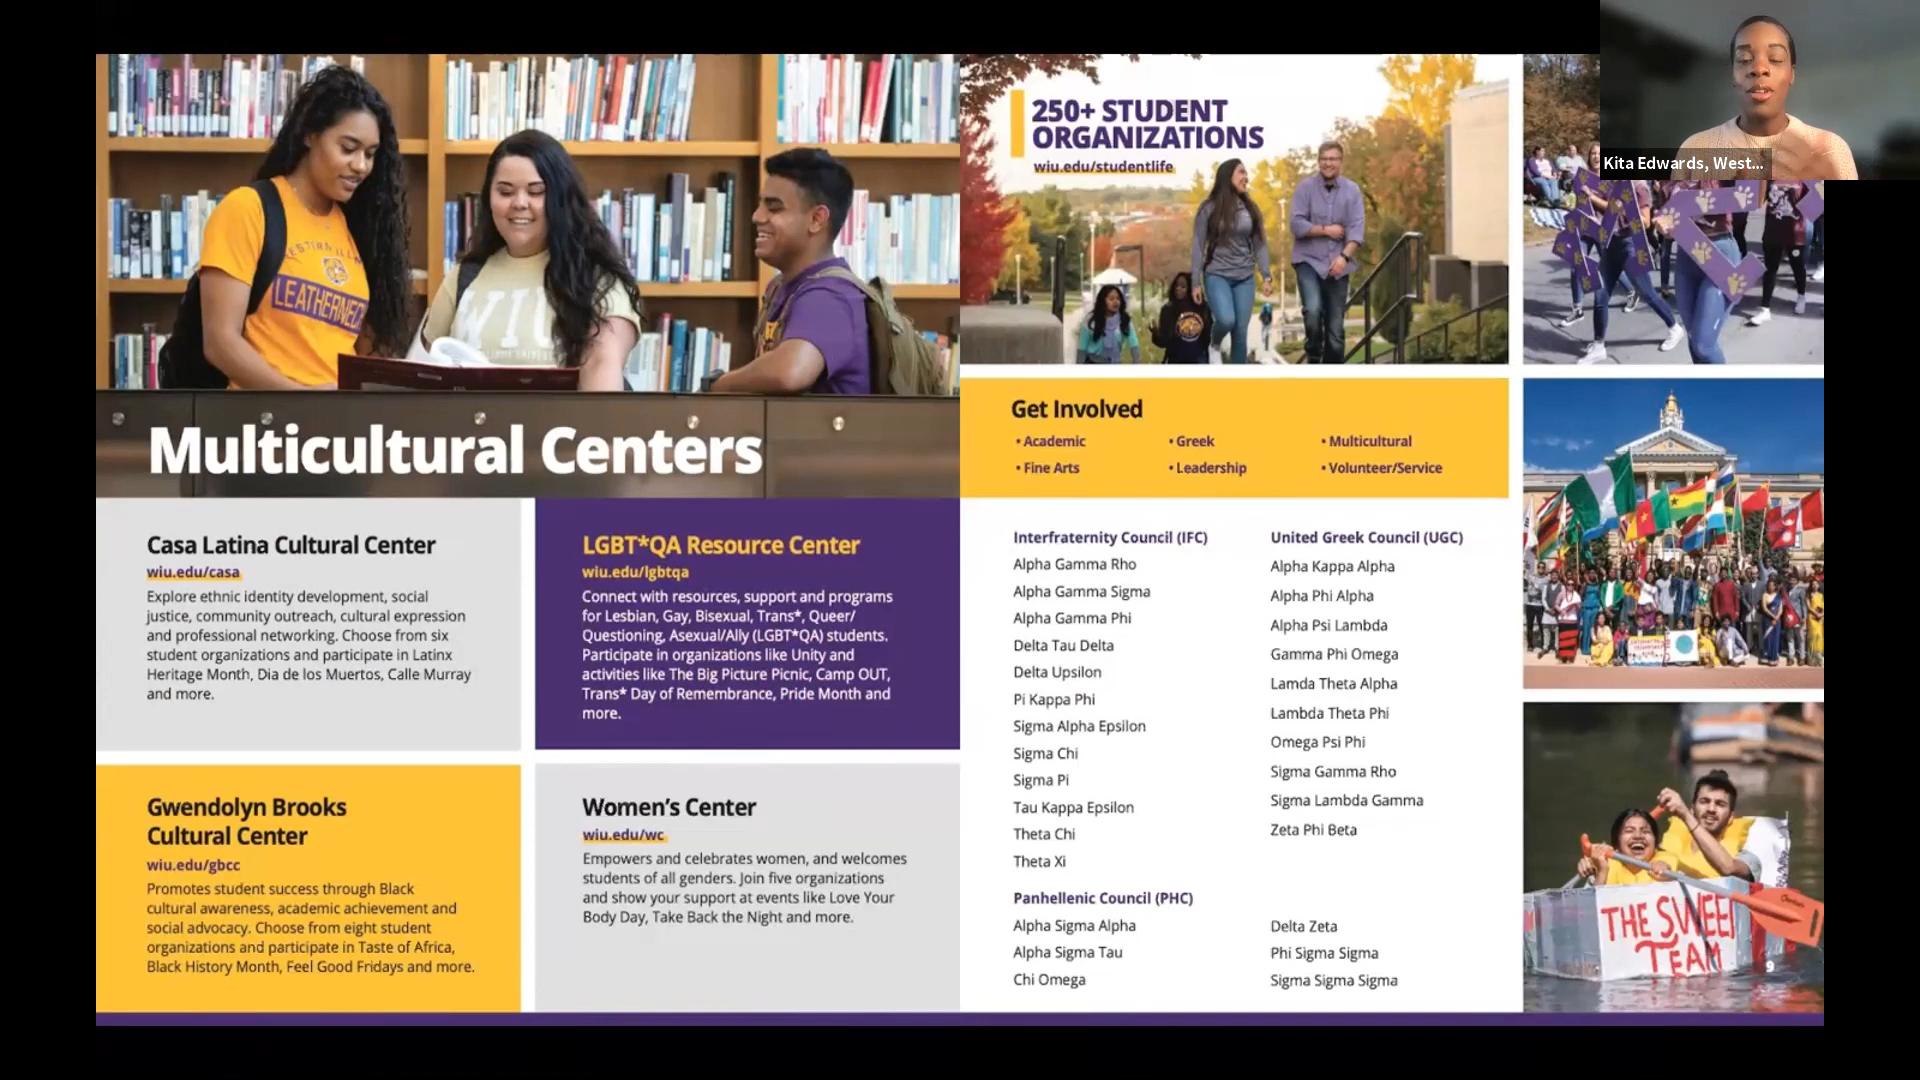 WESTERN ILL
LEATHERNECK
WIU
Multicultural Centers
Casa Latina Cultural Center
wiu.edu/casa
Explore ethnic identity development, social
justice, community outreach, cultural expression
and professional networking. Choose from six
student organizations and participate in Latinx
Heritage Month, Dia de los Muertos, Calle Murray
and more.
LGBT*QA Resource Center
wiu.edu/lgbtqa
Connect with resources, support and programs
for Lesbian, Gay, Bisexual, Trans*, Queer/
Questioning, Asexual/Ally (LGBT*QA) students.
Participate in organizations like Unity and
activities like The Big Picture Picnic, Camp OUT,
Trans* Day of Remembrance, Pride Month and
more.
Gwendolyn Brooks
Cultural Center
wiu.edu/gbcc
Promotes student success through Black
cultural awareness, academic achievement and
social advocacy. Choose from eight student
organizations and participate in Taste of Africa,
Black History Month, Feel Good Fridays and more.
Women's Center
wiu.edu/wc
Empowers and celebrates women, and welcomes
students of all genders. Join five organizations
and show your support at events like Love Your
Body Day, Take Back the Night and more.
250+ STUDENT
ORGANIZATIONS
wiu.edu/studentlife
Get Involved
• Academic
• Greek
• Multicultural
• Fine Arts
• Leadership
• Volunteer/Service
Interfraternity Council (IFC)
Alpha Gamma Rho
Alpha Gamma Sigma
Alpha Gamma Phi
Delta Tau Delta
Delta Upsilon
Pi Kappa Phi
Sigma Alpha Epsilon
Sigma Chi
Sigma Pi
Tau Kappa Epsilon
Theta Chi
Theta Xi
United Greek Council (UGC)
Alpha Kappa Alpha
Alpha Phi Alpha
Alpha Psi Lambda
Gamma Phi Omega
Lamda Theta Alpha
Lambda Theta Phi
Omega Psi Phi
Sigma Gamma Rho
Sigma Lambda Gamma
Zeta Phi Beta
Panhellenic Council (PHC)
Alpha Sigma Alpha
Alpha Sigma Tau
Chi Omega
Delta Zeta
Phi Sigma Sigma
Sigma Sigma Sigma
Kita Edwards, West...
THE SWEET
TEAM
9